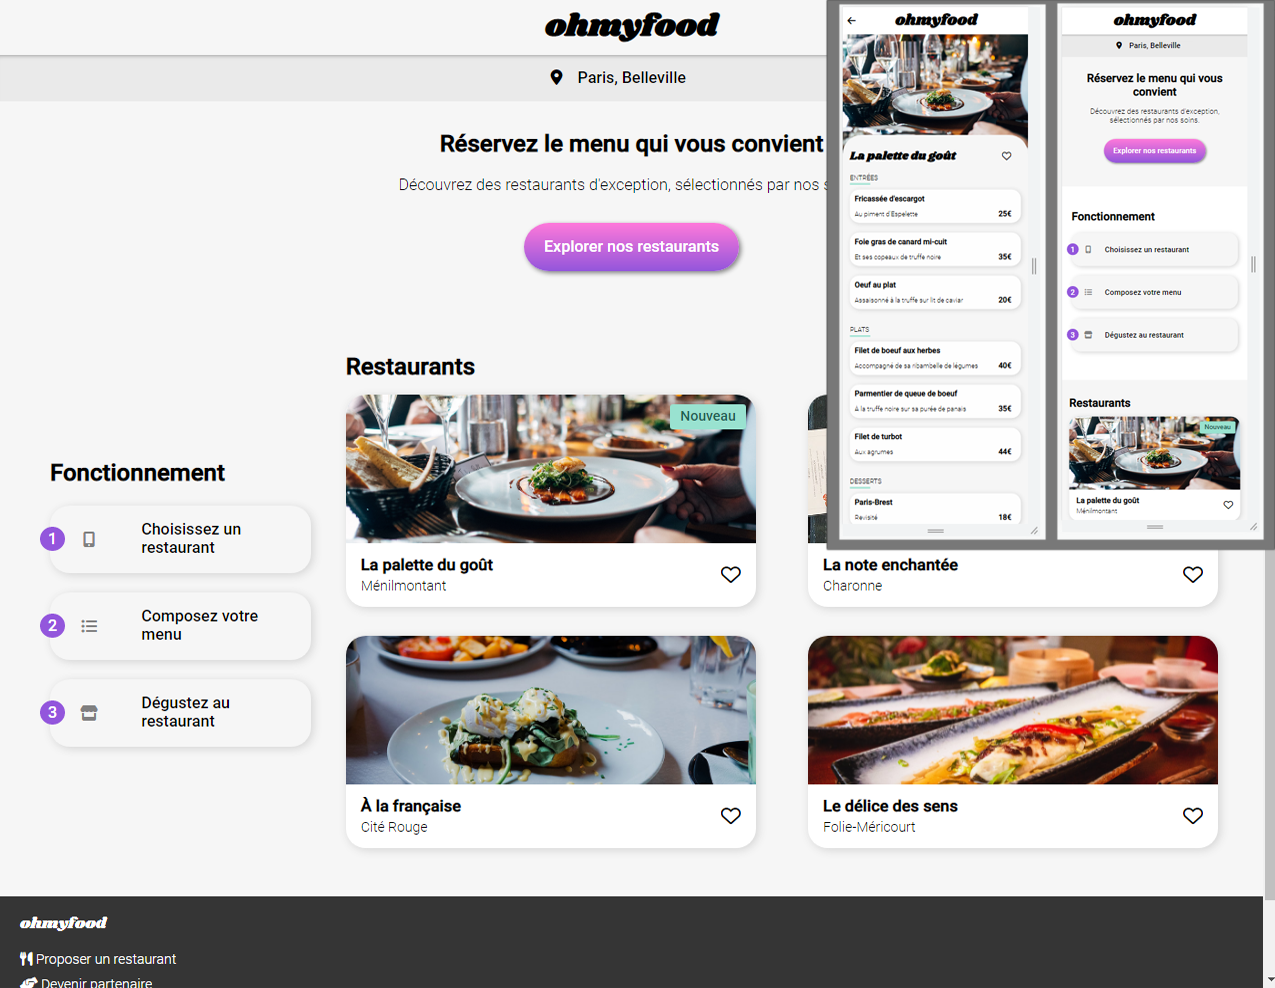 ohmyfood
Paris, Belleville
Réservez le menu qui vous convient
Découvrez des restaurants d'exception, sélectionnés par nos
Explorer nos restaurants
Restaurants
Nouveau
La palette du goût
Ménilmontant
La note enchantée
Charonne
À la française
Cité Rouge
Le délice des sens
Folie-Méricourt
Fonctionnement
1
Choisissez un
restaurant
2
Composez votre
menu
3
Dégustez au
restaurant
ohmyfood
Proposer un restaurant
Devenir partenaire
ohmyfood
La palette du goût
ENTRÉES
Fricassée d'escargot
Au piment d'Espelette 25€
Foie gras de canard mi-cuit
Et ses copeaux de truffe noire 35€
Oeuf au plat
Assaisonné à la truffe sur lit de caviar 20€
PLATS
Filet de boeuf aux herbes
Accompagné de sa ribambelle de légumes 40€
Parmentier de queue de boeuf
A la truffe noire sur sa purée de panais 35€
Filet de turbot
Aux agrumes 44€
DESSERTS
Paris-Brest
Revisité 18€
ohmyfood
Paris, Belleville
Réservez le menu qui vous
convient
Découvrez des restaurants d'exception,
sélectionnés par nos soins.
Explorer nos restaurants
Fonctionnement
1 Choisissez un restaurant
2 Composez votre menu
3 Dégustez au restaurant
Restaurants
Nouveau
La palette du goût
Ménilmontant